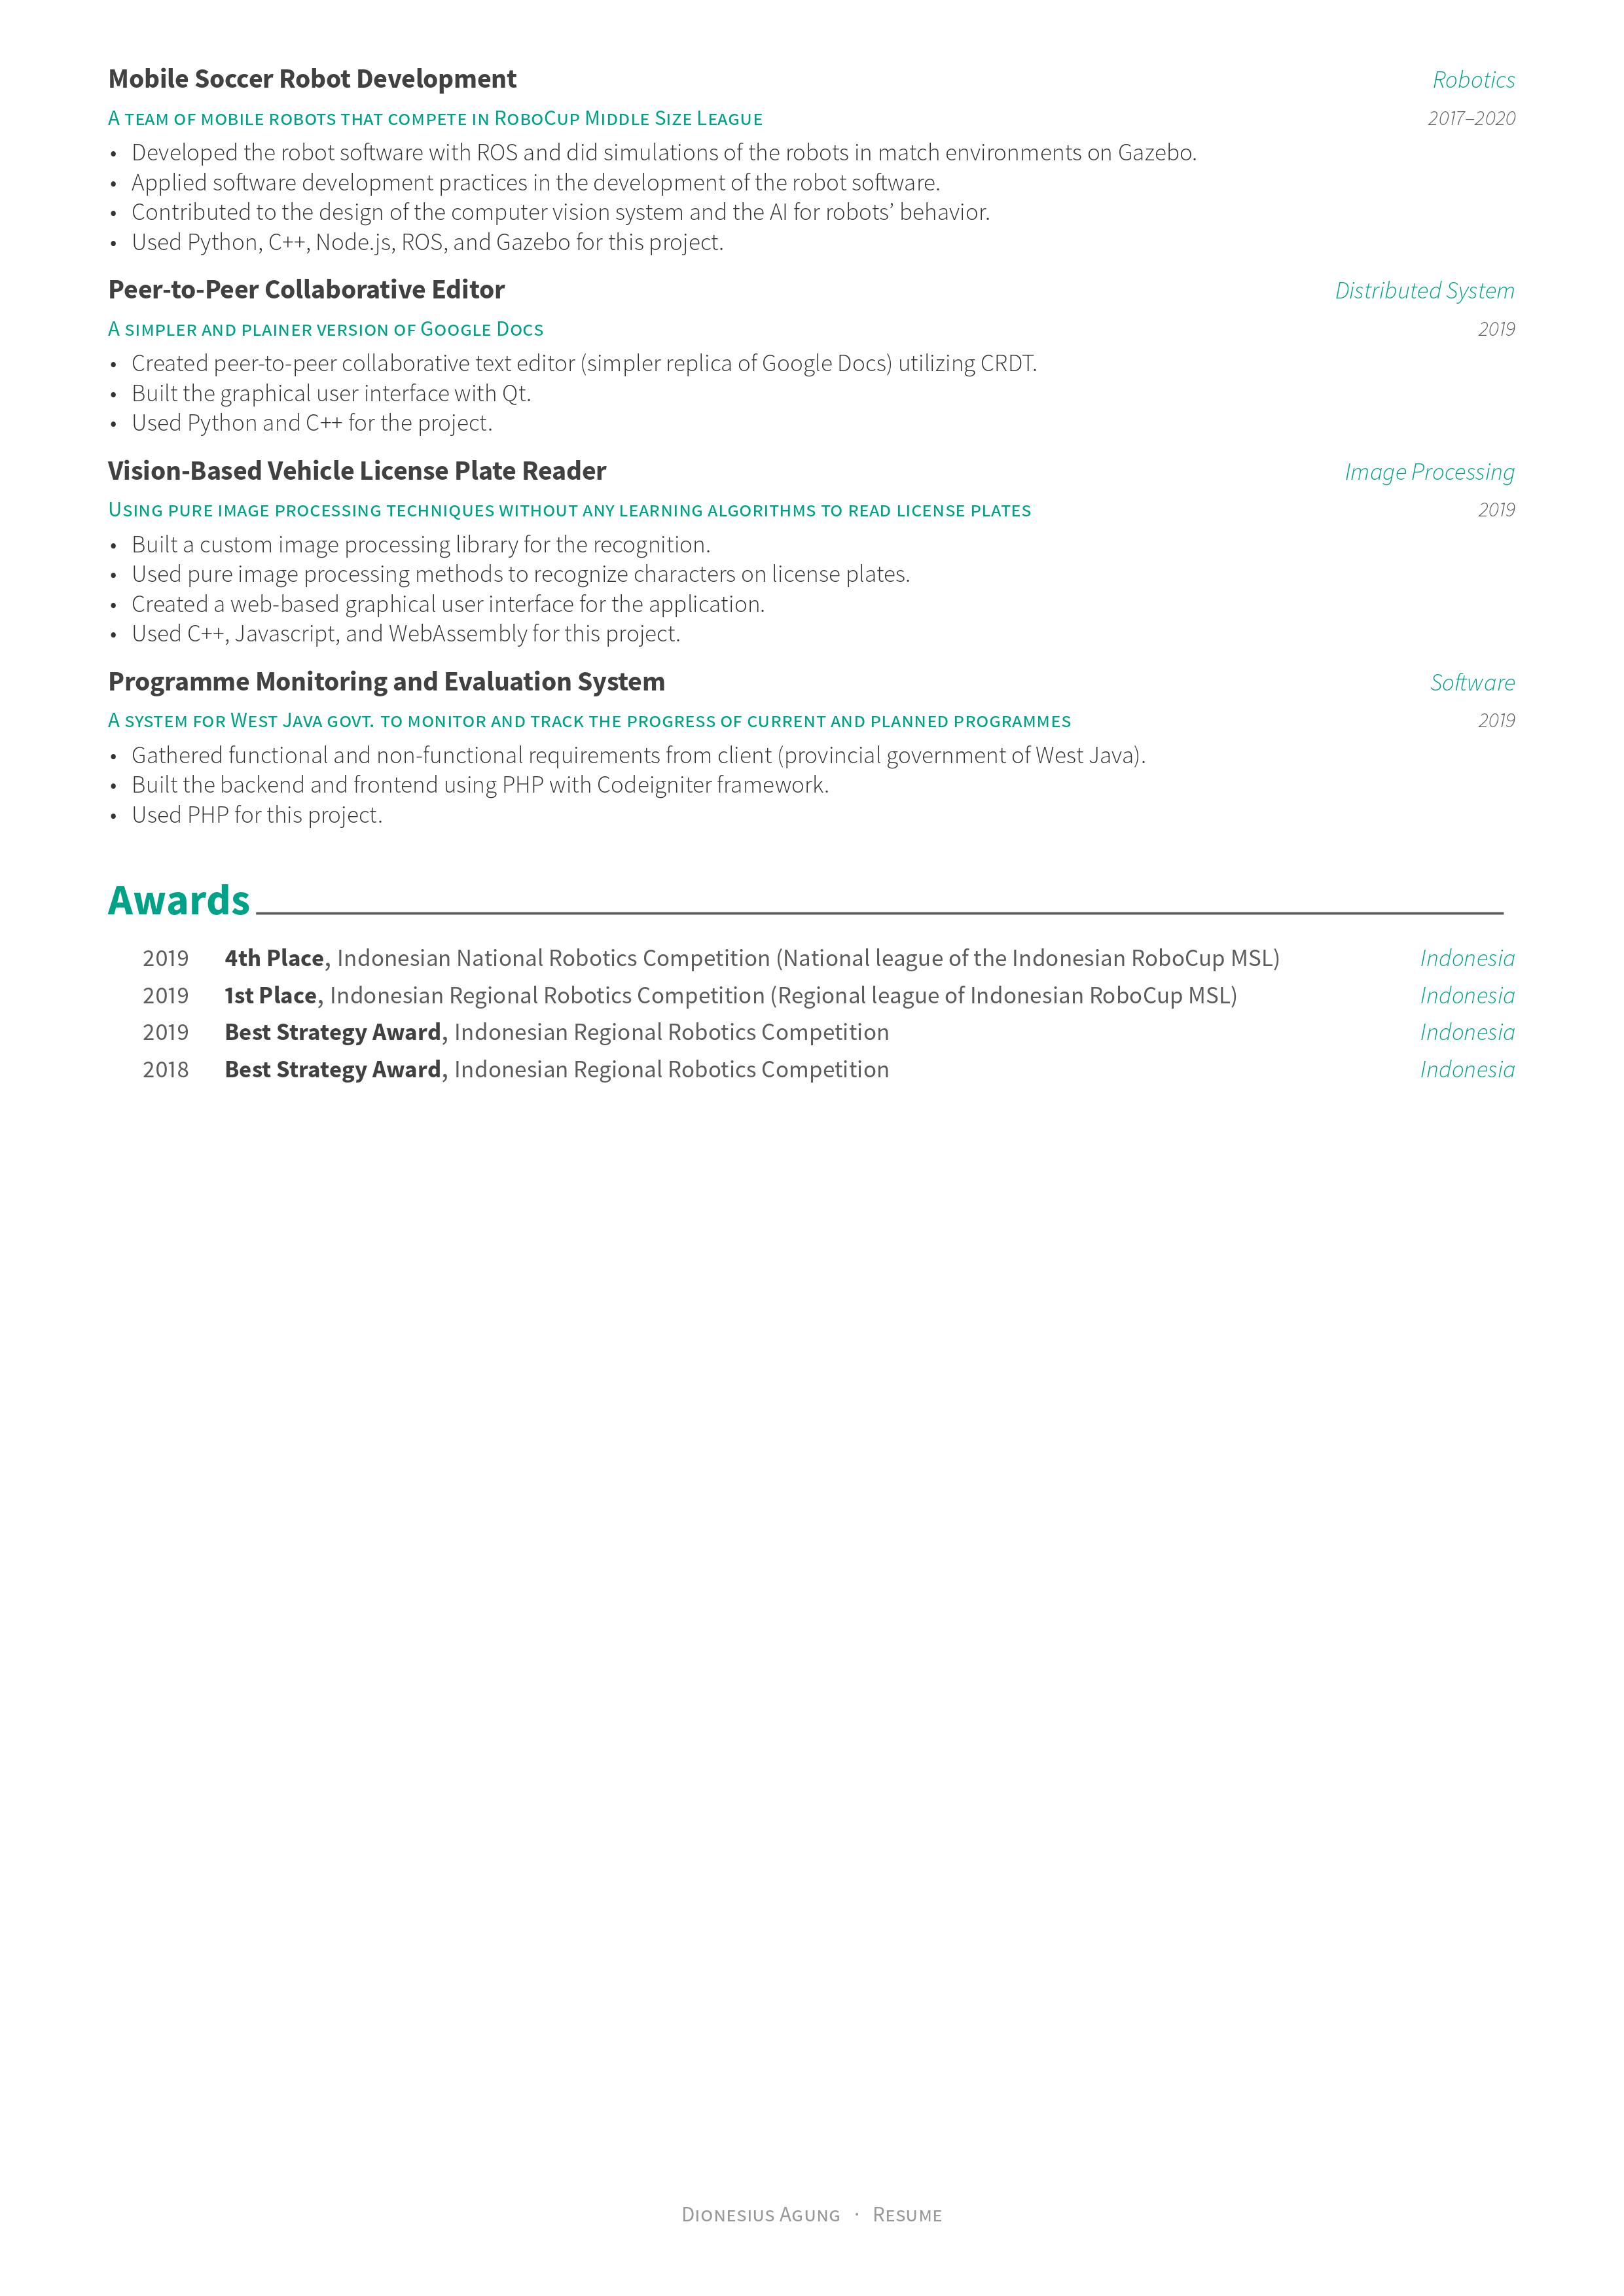 Mobile Soccer Robot Development Robotics
A team of mobile robots that compete in RoboCup Middle Size League 2017–2020
• Developed the robot software with ROS and did simulations of the robots in match environments on Gazebo.
• Applied software development practices in the development of the robot software.
• Contributed to the design of the computer vision system and the AI for robots’ behavior.
• Used Python, C++, Node.js, ROS, and Gazebo for this project.
Peer-to-Peer Collaborative Editor Distributed System
A simpler and plainer version of Google Docs 2019
• Created peer-to-peer collaborative text editor (simpler replica of Google Docs) utilizing CRDT.
• Built the graphical user interface with Qt.
• Used Python and C++ for the project.
Vision-Based Vehicle License Plate Reader Image Processing
Using pure image processing techniques without any learning algorithms to read license plates 2019
• Built a custom image processing library for the recognition.
• Used pure image processing methods to recognize characters on license plates.
• Created a web-based graphical user interface for the application.
• Used C++, Javascript, and WebAssembly for this project.
Programme Monitoring and Evaluation System Software
A system for West Java govt. to monitor and track the progress of current and planned programmes 2019
• Gathered functional and non-functional requirements from client (provincial government of West Java).
• Built the backend and frontend using PHP with Codeigniter framework.
• Used PHP for this project.
Awards
2019 4th Place, Indonesian National Robotics Competition (National league of the Indonesian RoboCup MSL) Indonesia
2019 1st Place, Indonesian Regional Robotics Competition (Regional league of Indonesian RoboCup MSL) Indonesia
2019 Best Strategy Award, Indonesian Regional Robotics Competition Indonesia
2018 Best Strategy Award, Indonesian Regional Robotics Competition Indonesia
Dionesius Agung · Resume